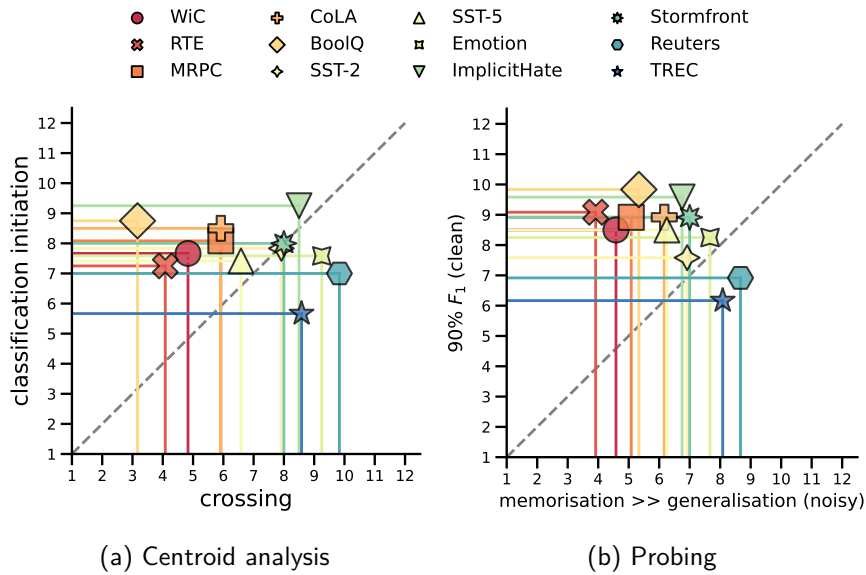 WiC CoLA SST-5 Stormfront
RTE BoolQ Emotion Reuters
MRPC SST-2 ImplicitHate TREC
classification initiation
12
11
10
9
8
7
6
5
4
3
2
1
1 2 3 4 5 6 7 8 9 10 11 12
crossing
(a) Centroid analysis
90% F1 (clean)
12
11
10
9
8
7
6
5
4
3
2
1
1 2 3 4 5 6 7 8 9 10 11 12
memorisation >> generalisation (noisy)
(b) Probing